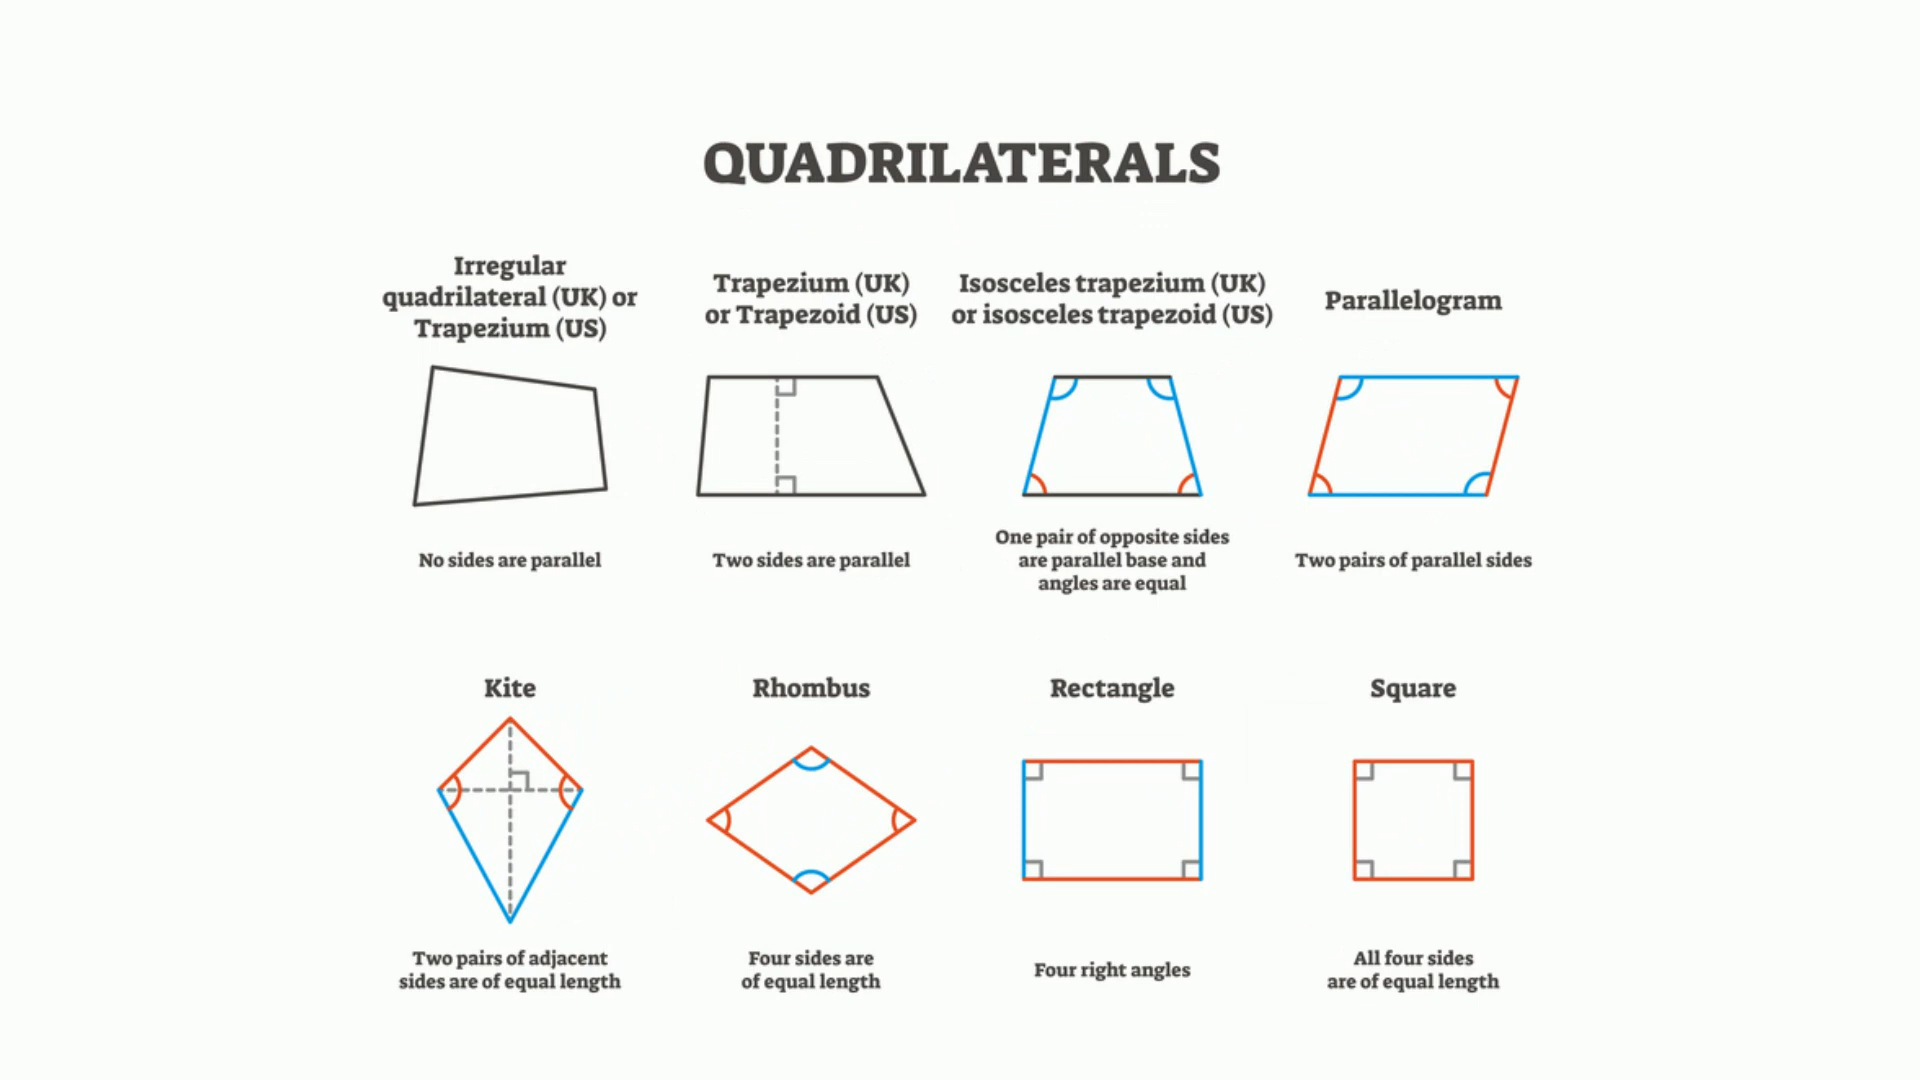 QUADRILATERALS
Irregular
quadrilateral (UK) or
Trapezium (US)
Trapezium (UK)
or Trapezoid (US)
Isosceles trapezium (UK)
or isosceles trapezoid (US)
Parallelogram
No sides are parallel
Two sides are parallel
One pair of opposite sides
are parallel base and
angles are equal
Two pairs of parallel sides
Kite
Rhombus
Rectangle
Square
Two pairs of adjacent
sides are of equal length
Four sides are
of equal length
Four right angles
All four sides
are of equal length